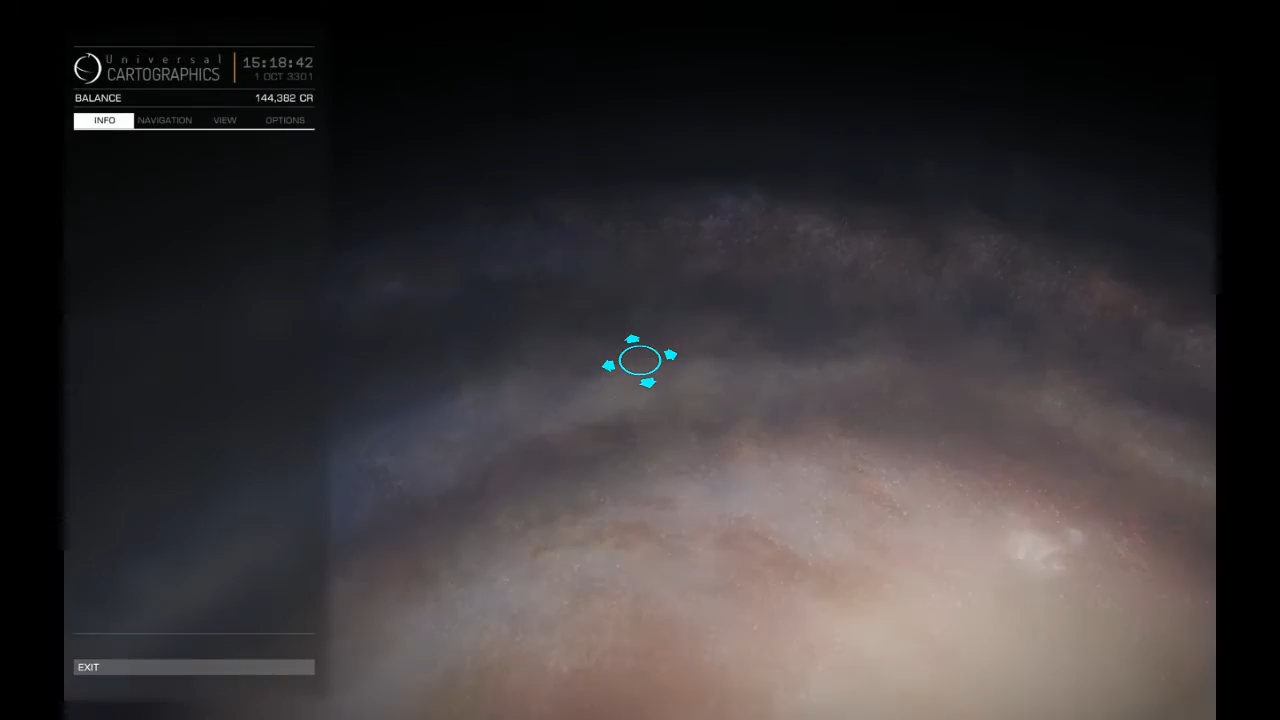 Universal
CARTOGRAPHICS
15:18:42
1 OCT 3301
BALANCE 144,382 CR
INFO NAVIGATION VIEW OPTIONS
EXIT